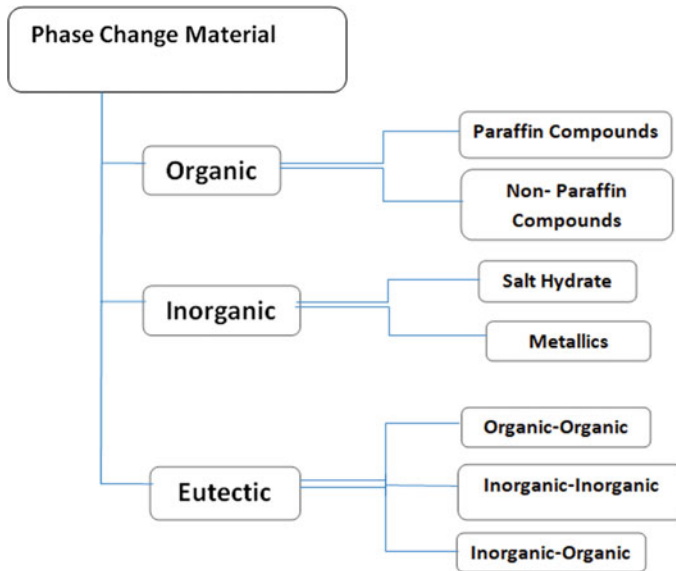 Phase Change Material
Organic
Paraffin Compounds
Non- Paraffin
Compounds
Inorganic
Salt Hydrate
Metallics
Eutectic
Organic-Organic
Inorganic-Inorganic
Inorganic-Organic